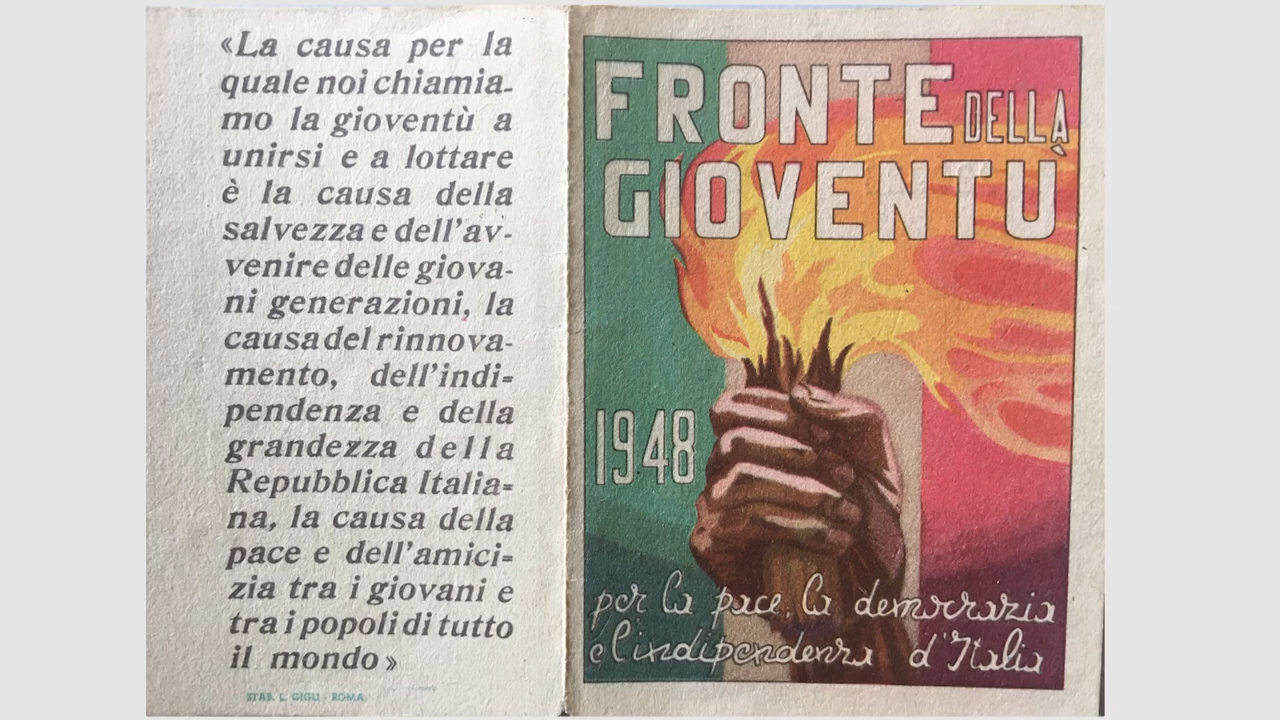 «La causa per la
quale noi chiamia-
mo la gioventù a
unirsi e a lottare
è la causa della
salvezza e dell'av-
venire delle giova-
ni generazioni, la
causa del rinnova-
mento, dell'indi=
pendenza e della
grandezza della
Repubblica Italia=
na, la causa della
pace e dell'amici=
zia tra i giovani e
tra i popoli di tutto
il mondo»
STAB. L. GIGLI - ROMA
FRONTE DELLA
GIOVENTÙ
1948
per la pace, la democrazia
e l'indipendenza d'Italia